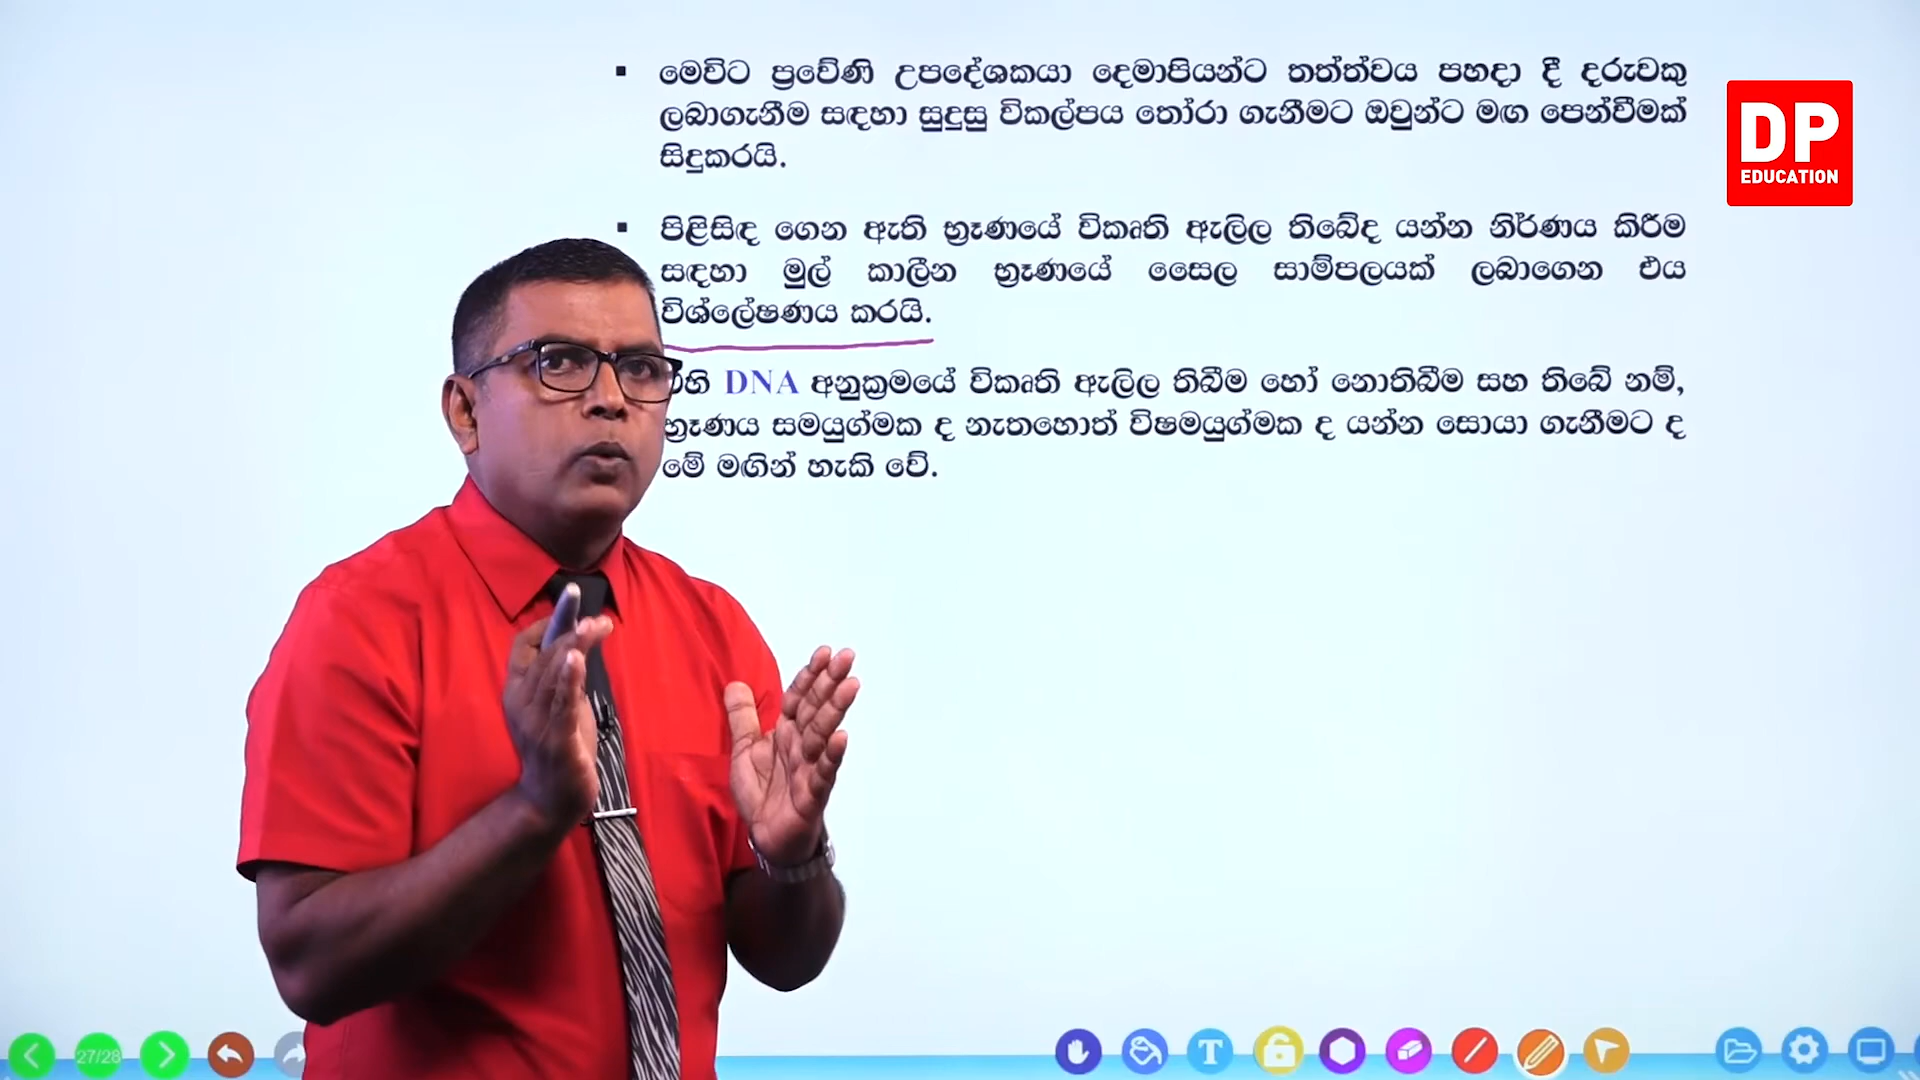 මෙවිට ප්‍රවේණි උපදේශකයා දෙමාපියන්ට තත්ත්වය පහදා දී දරුවකු
ලබාගැනීම සඳහා සුදුසු විකල්පය තෝරා ගැනීමට ඔවුන්ට මඟ පෙන්වීමක්
සිදුකරයි.
පිළිසිඳ ගෙන ඇති භ්‍රෑණයේ විකෘති ඇලිල තිබේද යන්න නිර්ණය කිරීම
සඳහා මුල් කාලීන භ්‍රෑණයේ සෛල සාම්පලයක් ලබාගෙන එය
විශ්ලේෂණය කරයි.
DNA අනුක්‍රමයේ විකෘති ඇලිල තිබීම හෝ නොතිබීම සහ තිබේ නම්,
භ්‍රෑණය සමයුග්මක ද නැතහොත් විෂමයුග්මක ද යන්න සොයා ගැනීමට ද
මේ මඟින් හැකි වේ.
DP
EDUCATION
27/28
T